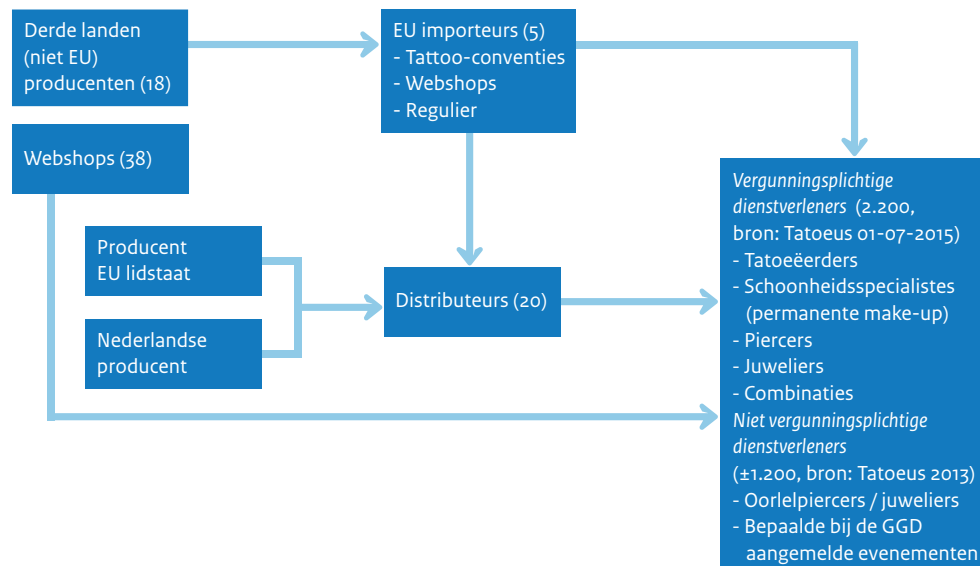 Derde landen
(niet EU)
producenten (18)
EU importeurs (5)
- Tattoo-conventies
- Webshops
- Regulier
Webshops (38)
Producent
EU lidstaat
Nederlandse
producent
Distributeurs (20)
Vergunningsplichtige
dienstverleners (2.200,
bron: Tatoeus 01-07-2015)
- Tatoeëerders
- Schoonheidsspecialistes
(permanente make-up)
- Piercers
- Juweliers
- Combinaties
Niet vergunningsplichtige
dienstverleners
(±1.200, bron: Tatoeus 2013)
- Oorlelpiercers / juweliers
- Bepaalde bij de GGD
aangemelde evenementen